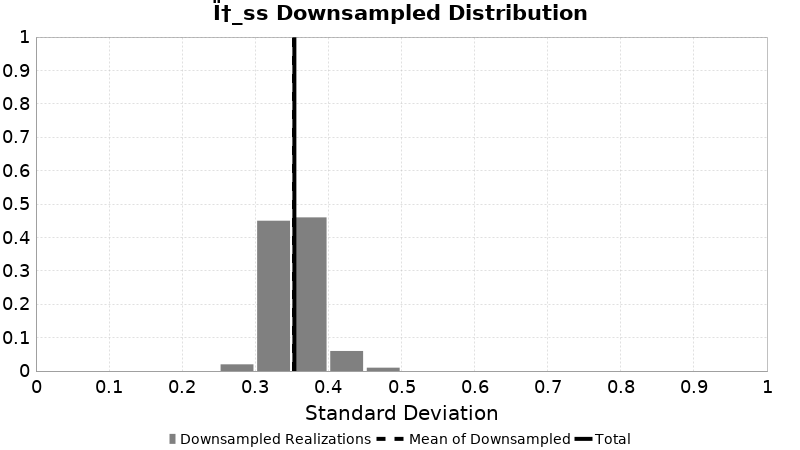 Ï†_ss Downsampled Distribution
1
0.9
0.8
0.7
0.6
0.5
0.4
0.3
0.2
0.1
0
0 0.1 0.2 0.3 0.4 0.5 0.6 0.7 0.8 0.9 1
Standard Deviation
Downsampled Realizations Mean of Downsampled Total